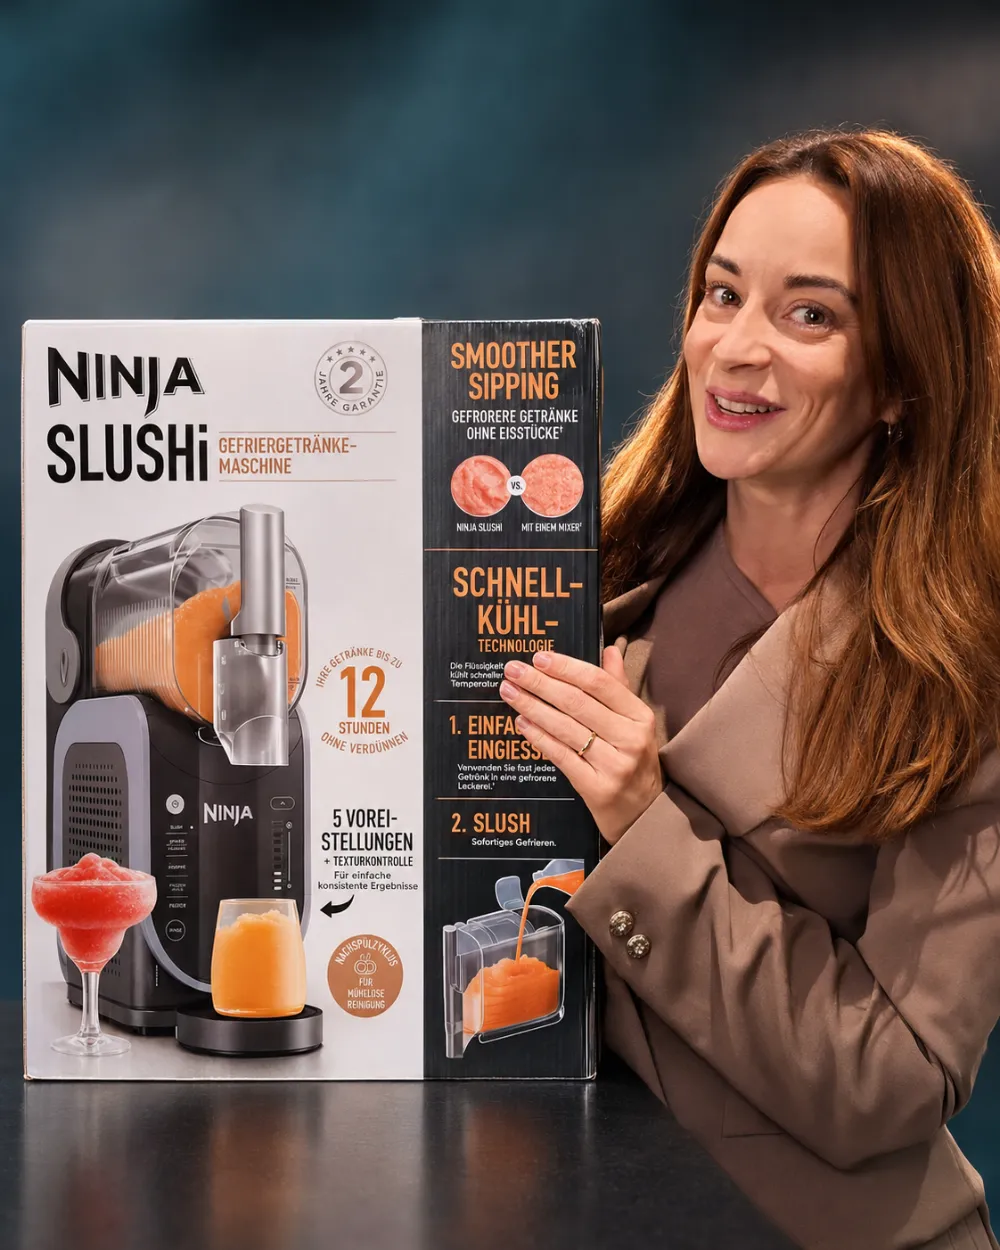 NINJA
SLUSHi
GEFRIERGETRÄNKE-
MASCHINE
2
JAHRE GARANTIE
IHRE GETRÄNKE BIS ZU
12
STUNDEN
OHNE VERDÜNNEN
NINJA
SLUSH
5 VOREI-
STELLUNGEN
+ TEXTURKONTROLLE
Für einfache
konsistente Ergebnisse
NACHSPÜLZYKLUS
FÜR
MÜHELOSE
REINIGUNG
SMOOTHER
SIPPING
GEFRORERE GETRÄNKE
OHNE EISSTÜCKE
VS.
NINJA SLUSHI
MIT EINEM MIXER
SCHNELL-
KÜHL-
TECHNOLOGIE
Die Flüssigkeit
kühlt schneller
Temperatur
1. EINFA
EINGIESS
Verwenden Sie fast jedes
Getränk in eine gefrorene
Leckerei.
2. SLUSH
Sofortiges Gefrieren.